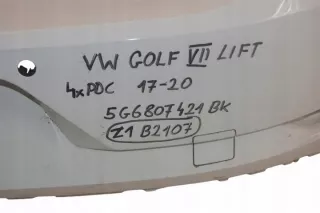 VW GOLF VII LIFT
4xPDC 17-20
5G6807421 BK
Z1 B2107